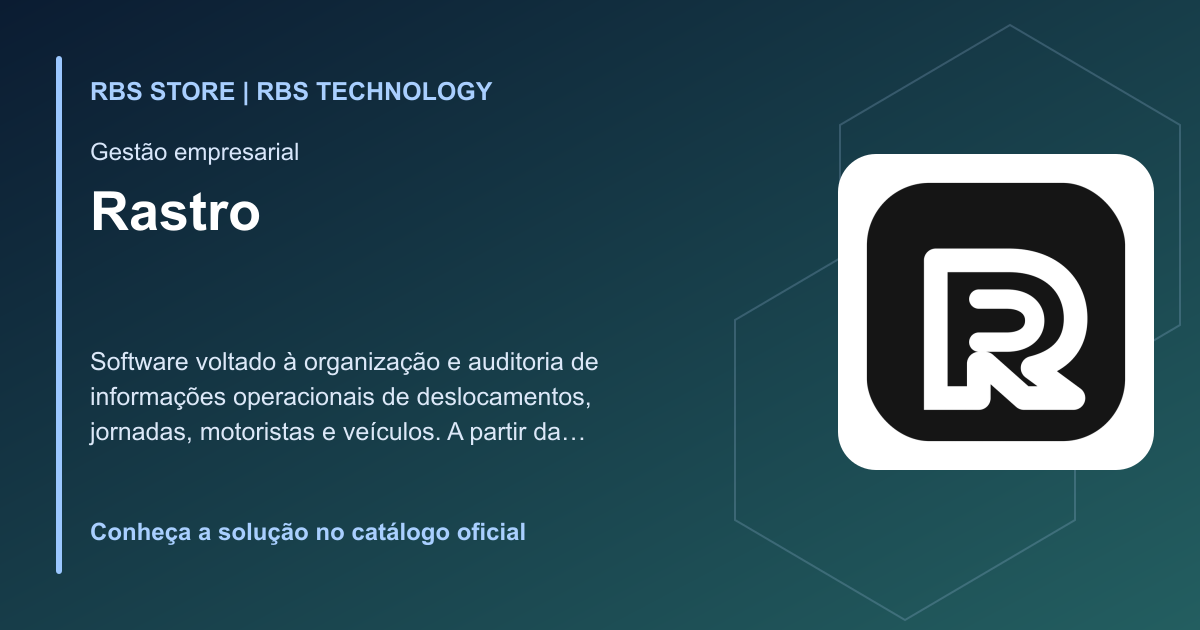 RBS STORE | RBS TECHNOLOGY
Gestão empresarial
Rastro
Software voltado à organização e auditoria de
informações operacionais de deslocamentos,
jornadas, motoristas e veículos. A partir da…
Conheça a solução no catálogo oficial
R